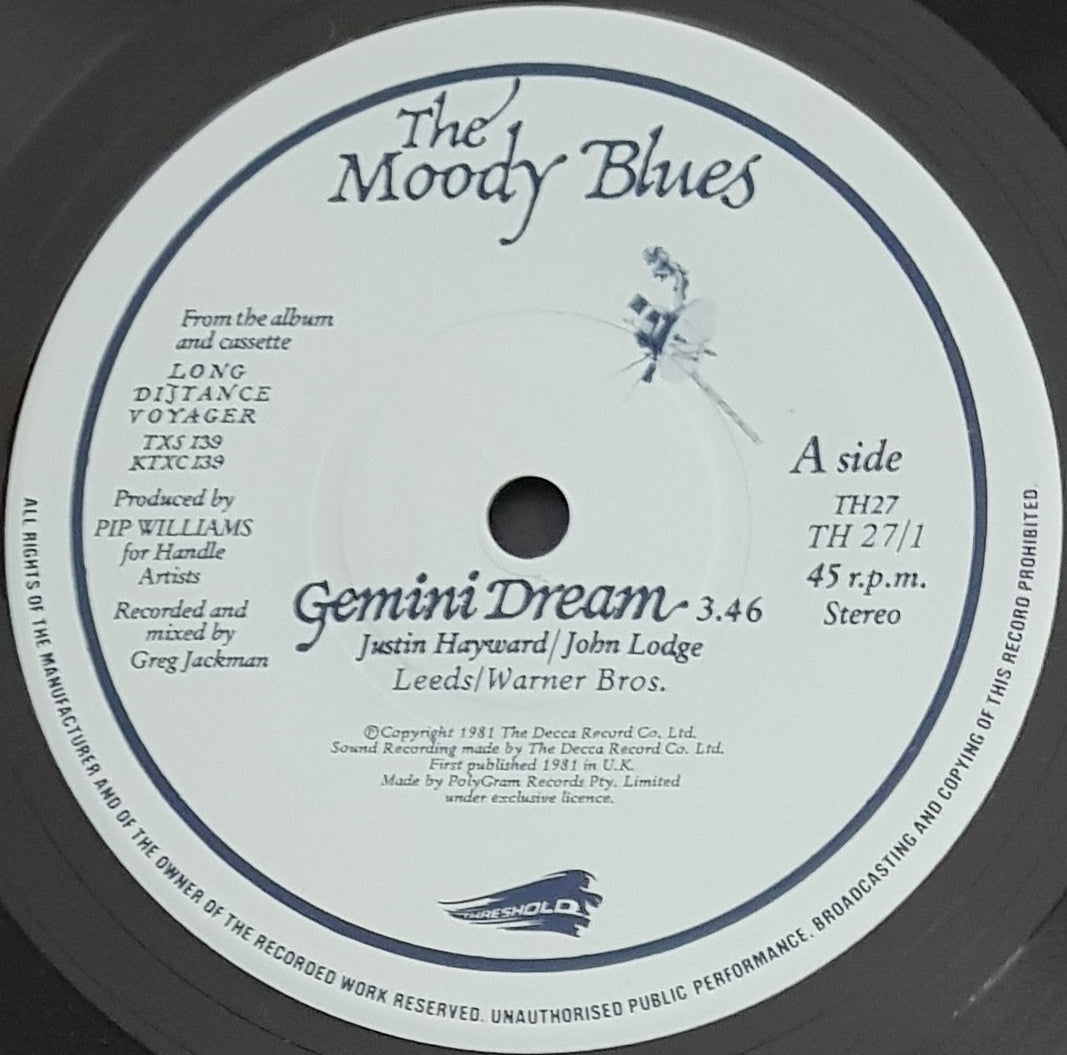 The
Moody Blues
From the album
and cassette
LONG
DISTANCE
VOYAGER
TXS 139
KTXC 139
Produced by
PIP WILLIAMS
for Handle
Artists
Recorded and
mixed by
Greg Jackman
A side
TH27
TH 27/1
45 r.p.m.
Stereo
Gemini Dream 3.46
Justin Hayward/John Lodge
Leeds/Warner Bros.
℗Copyright 1981 The Decca Record Co. Ltd.
Sound Recording made by The Decca Record Co. Ltd.
First published 1981 in U.K.
Made by PolyGram Records Pty. Limited
under exclusive licence.
THRESHOLD
ALL RIGHTS OF THE MANUFACTURER AND OF THE OWNER OF THE RECORDED WORK RESERVED. UNAUTHORISED PUBLIC PERFORMANCE. BROADCASTING AND COPYING OF THIS RECORD PROHIBITED.